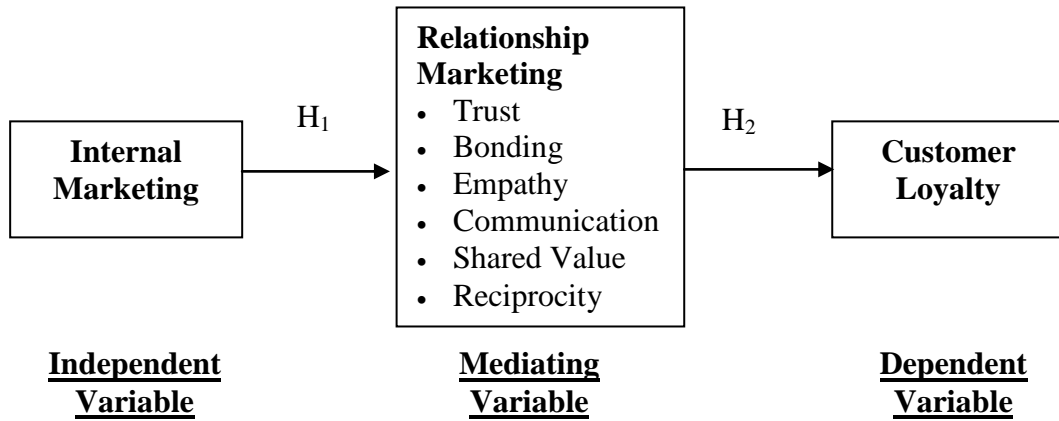 Internal
Marketing
H₁
Relationship
Marketing
• Trust
• Bonding
• Empathy
• Communication
• Shared Value
• Reciprocity
H₂
Customer
Loyalty
Independent
Variable
Mediating
Variable
Dependent
Variable